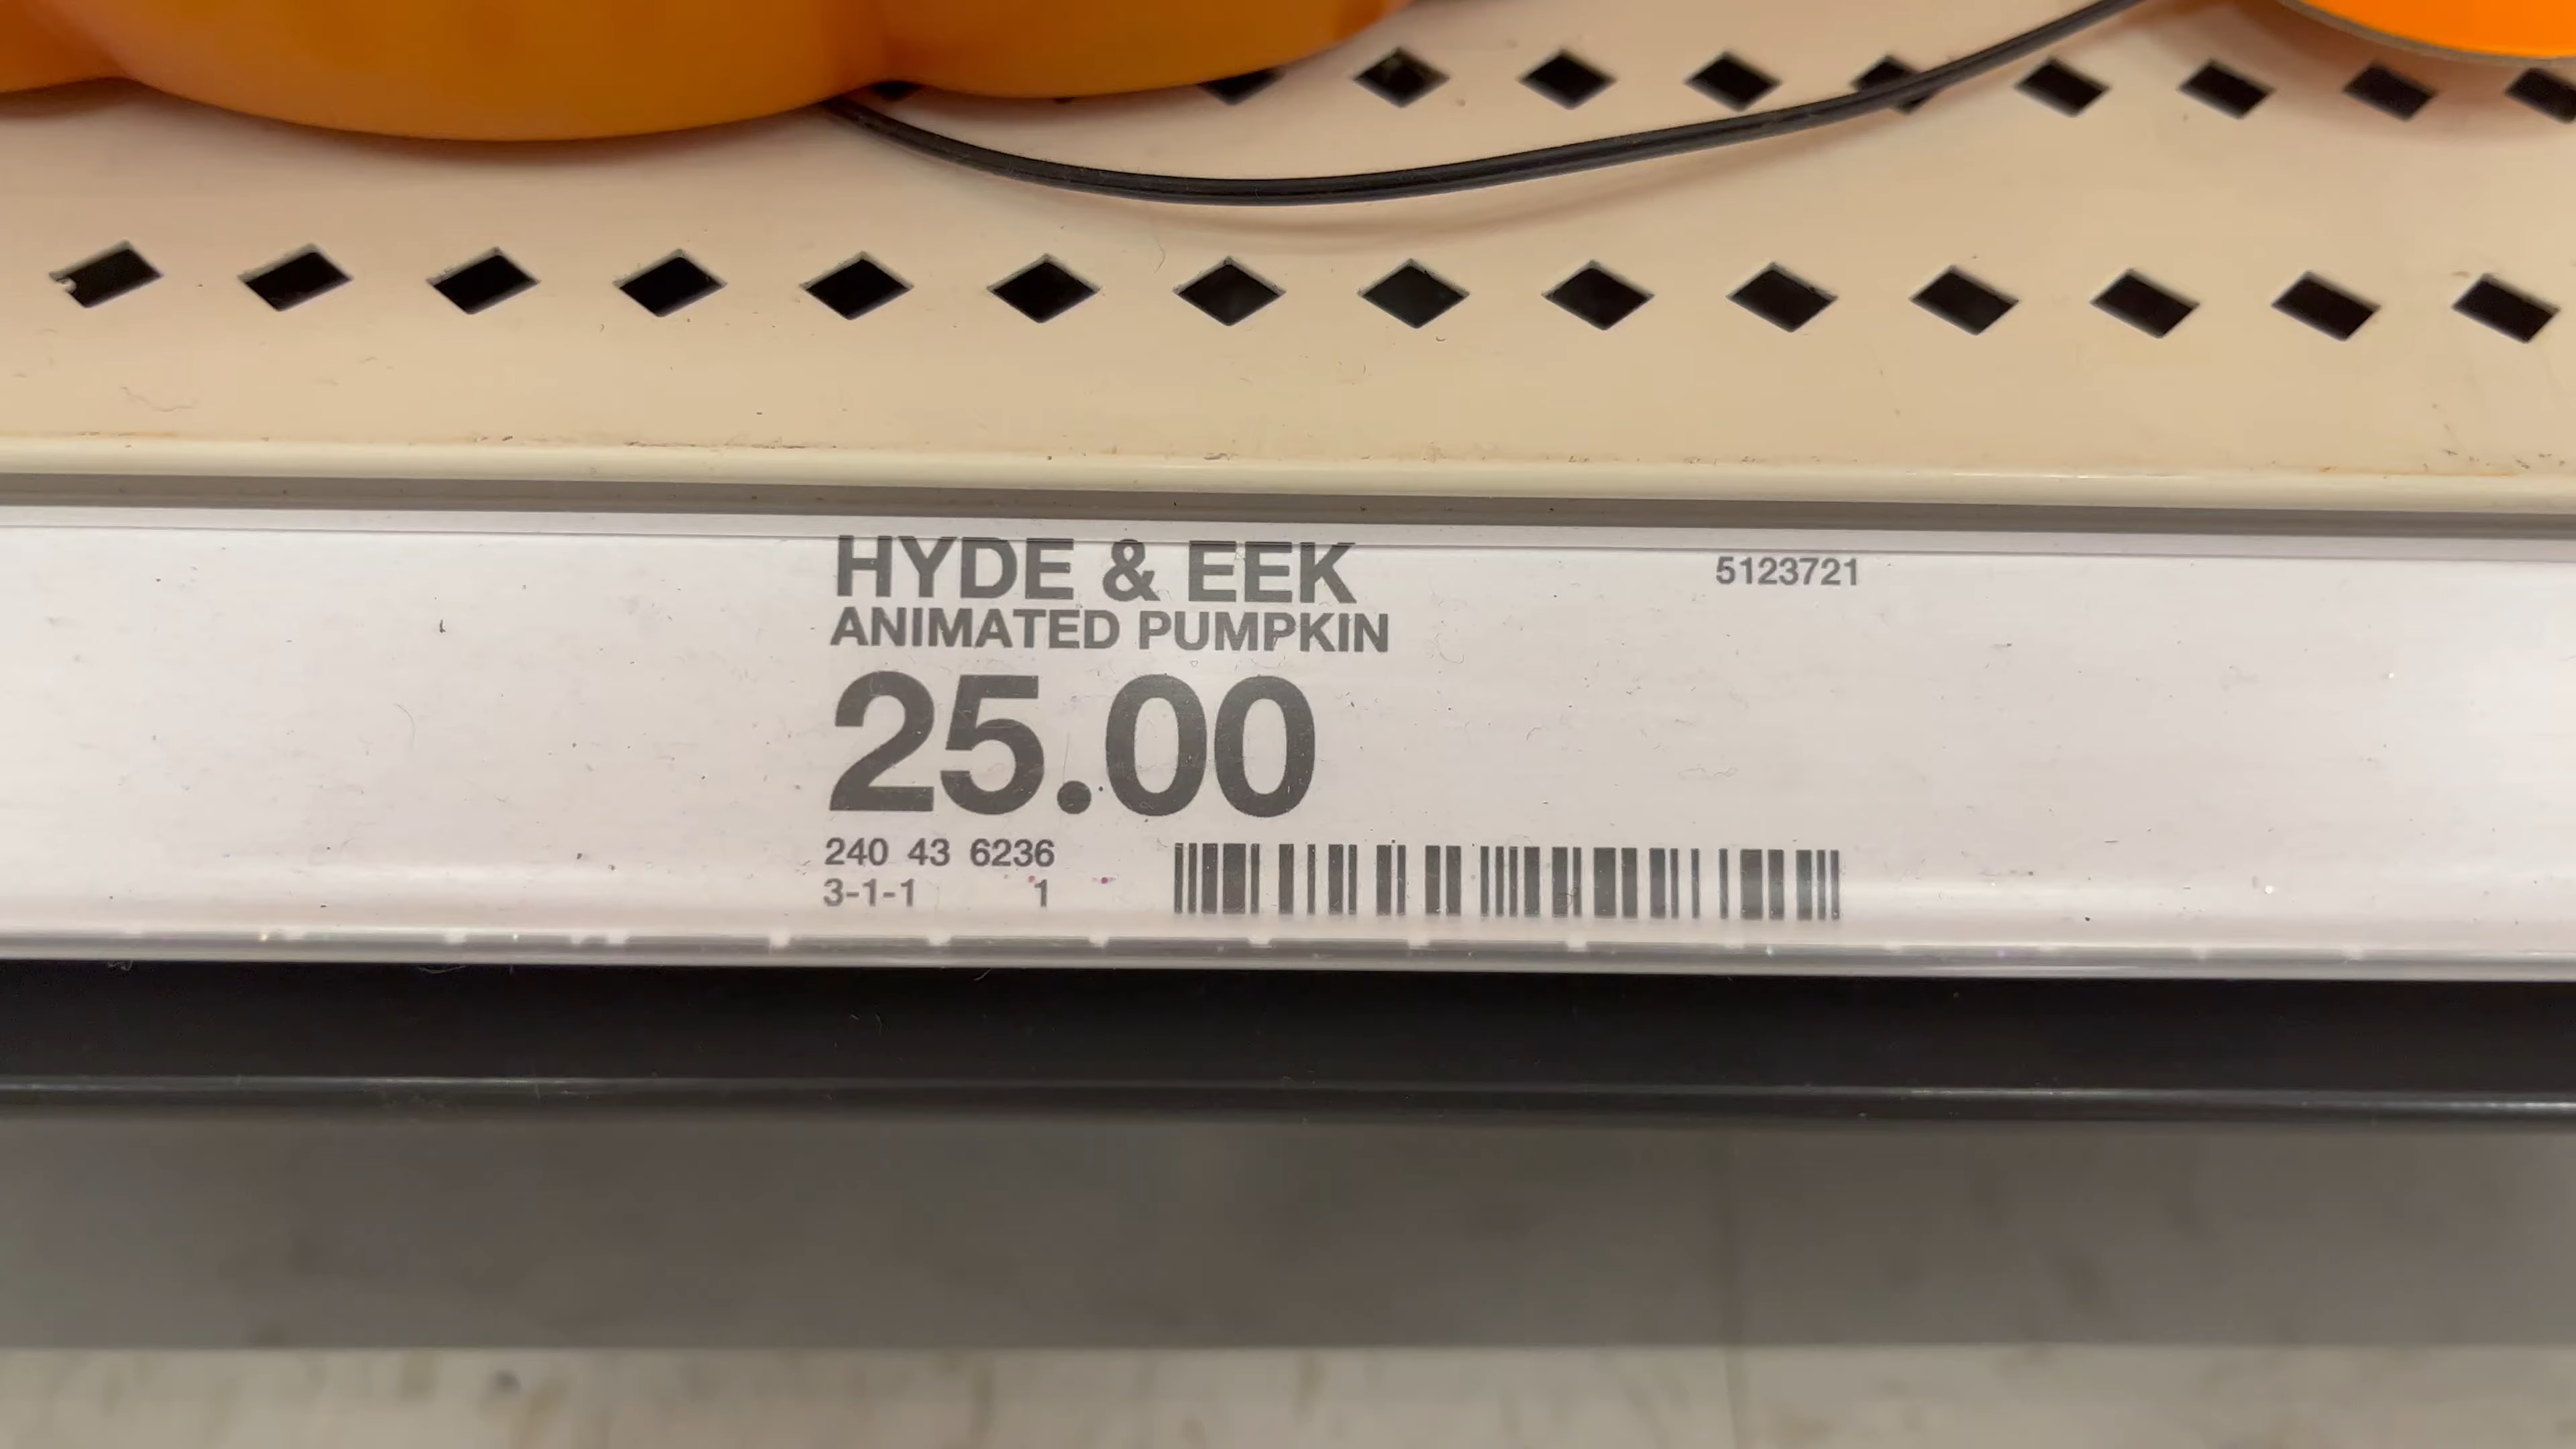 HYDE & EEK
5123721
ANIMATED PUMPKIN
25.00
240 43 6236
3-1-1 1